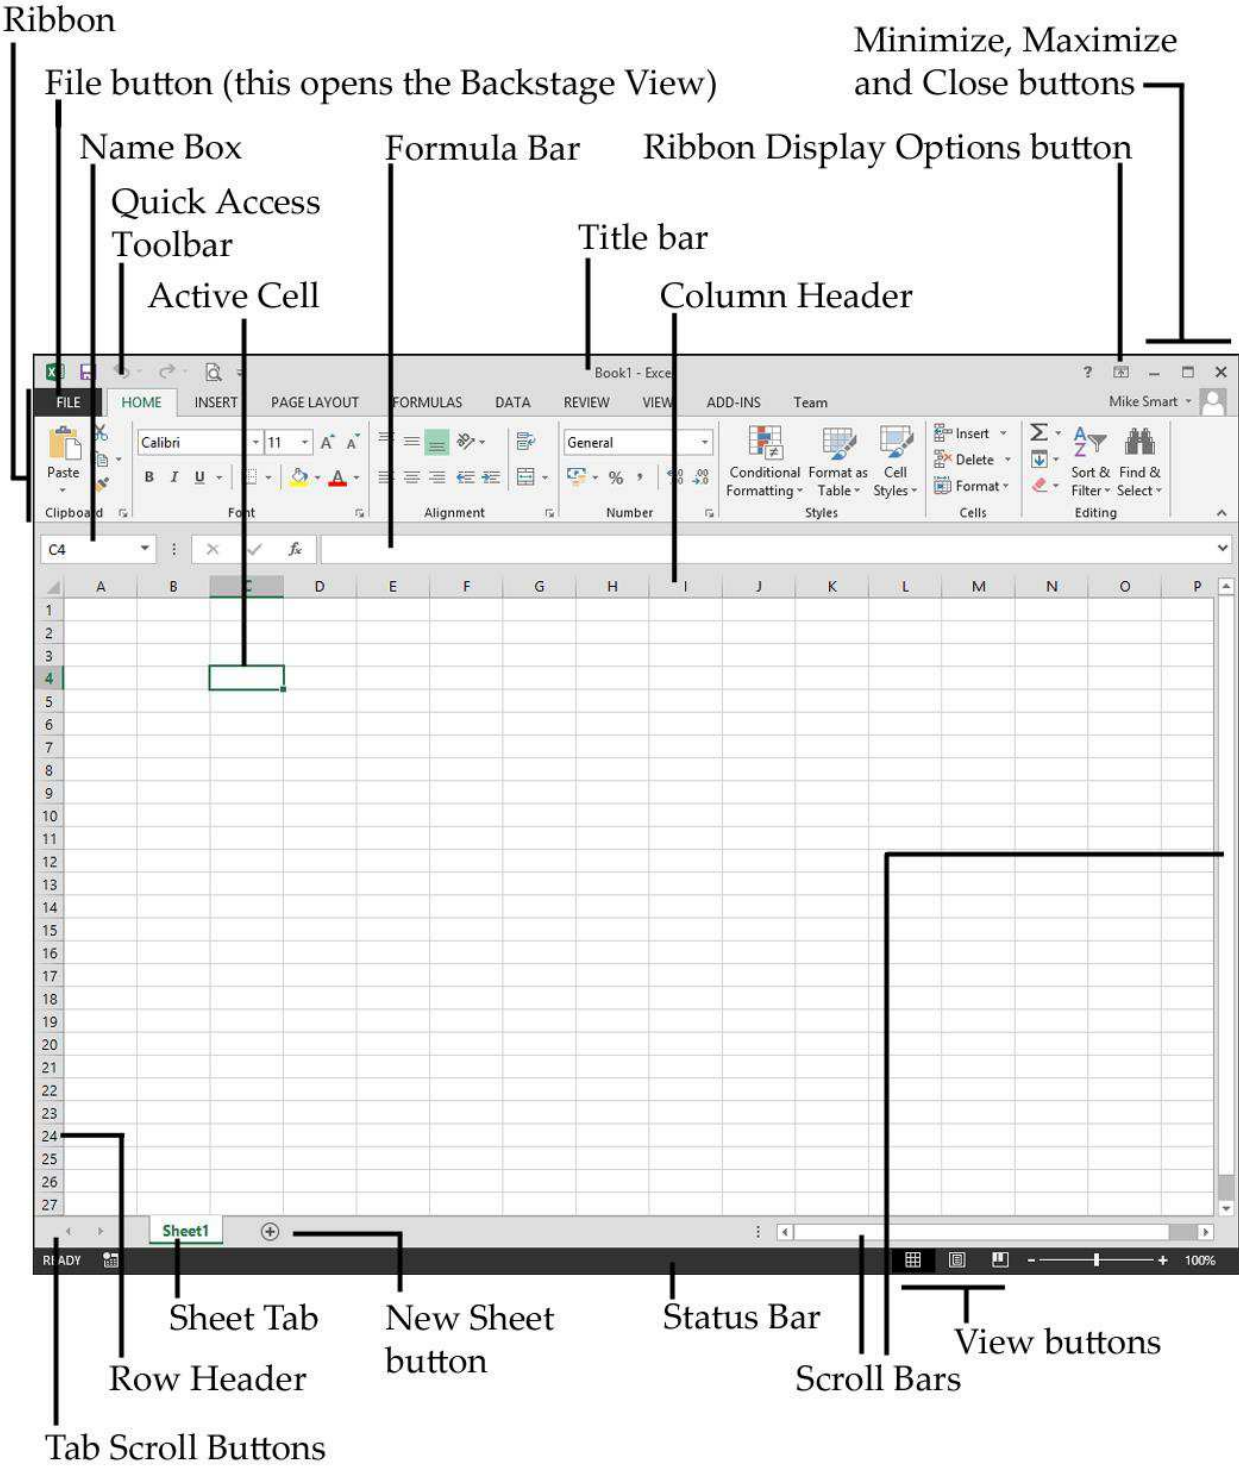 Ribbon
Minimize, Maximize
and Close buttons
File button (this opens the Backstage View)
Name Box
Formula Bar
Ribbon Display Options button
Quick Access
Toolbar
Title bar
Active Cell
Column Header
Book1 - Excel
?
FILE HOME INSERT PAGE LAYOUT FORMULAS DATA REVIEW VIEW ADD-INS Team Mike Smart
Calibri 11 General Insert
Paste B I U A % , Conditional Format as Cell Delete Sort & Find &
Formatting Table Styles Format Filter Select
Clipboard Font Alignment Number Styles Cells Editing
C4 fx
A B C D E F G H I J K L M N O P
1
2
3
4
5
6
7
8
9
10
11
12
13
14
15
16
17
18
19
20
21
22
23
24
25
26
27
Sheet1
READY 100%
Sheet Tab
New Sheet
button
Status Bar
View buttons
Row Header
Scroll Bars
Tab Scroll Buttons